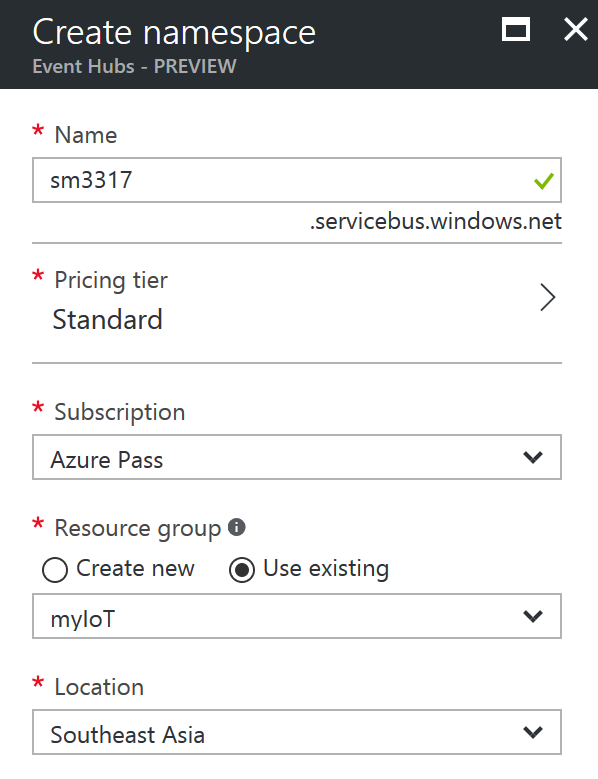 Create namespace
Event Hubs - PREVIEW
* Name
sm3317
.servicebus.windows.net
* Pricing tier
Standard
* Subscription
Azure Pass
* Resource group
Create new Use existing
myIoT
* Location
Southeast Asia